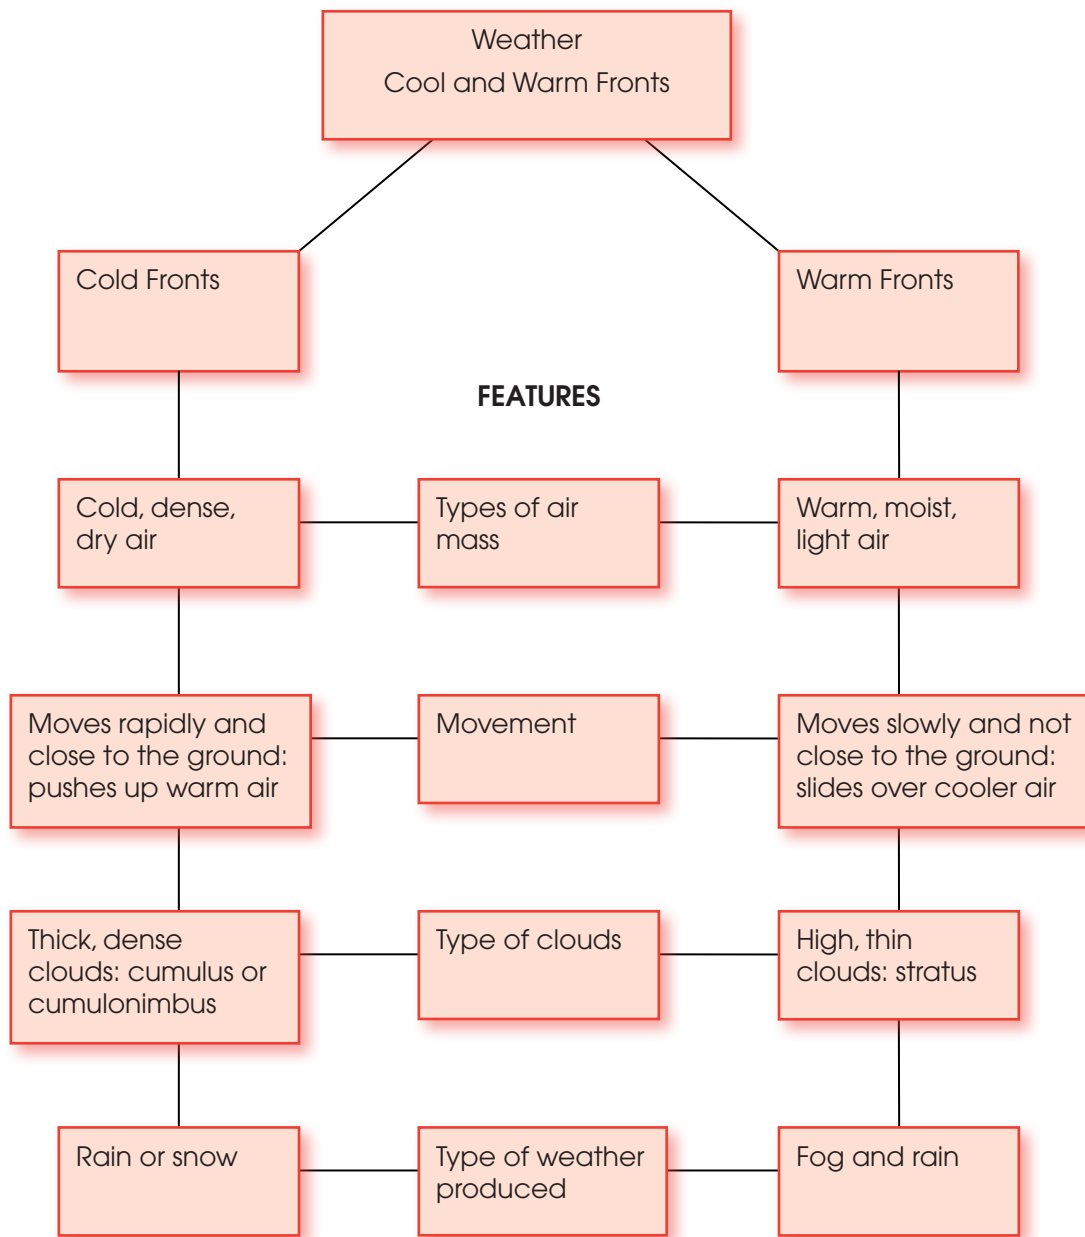 Weather
Cool and Warm Fronts
Cold Fronts
Warm Fronts
FEATURES
Cold, dense,
dry air
Types of air
mass
Warm, moist,
light air
Moves rapidly and
close to the ground:
pushes up warm air
Movement
Moves slowly and not
close to the ground:
slides over cooler air
Thick, dense
clouds: cumulus or
cumulonimbus
Type of clouds
High, thin
clouds: stratus
Rain or snow
Type of weather
produced
Fog and rain